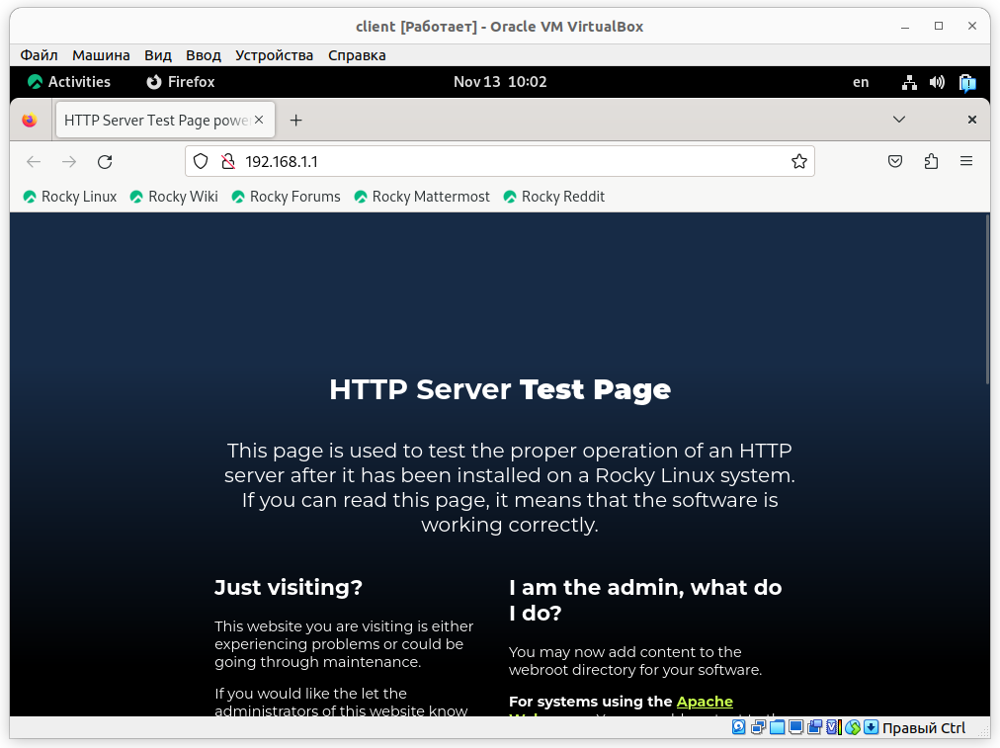 client [Работает] - Oracle VM VirtualBox
Файл Машина Вид Ввод Устройства Справка
Activities Firefox Nov 13 10:02 en
HTTP Server Test Page powe
192.168.1.1
Rocky Linux Rocky Wiki Rocky Forums Rocky Mattermost Rocky Reddit
HTTP Server Test Page
This page is used to test the proper operation of an HTTP
server after it has been installed on a Rocky Linux system.
If you can read this page, it means that the software is
working correctly.
Just visiting?
This website you are visiting is either
experiencing problems or could be
going through maintenance.
If you would like the let the
administrators of this website know
I am the admin, what do
I do?
You may now add content to the
webroot directory for your software.
For systems using the Apache
Правый Ctrl